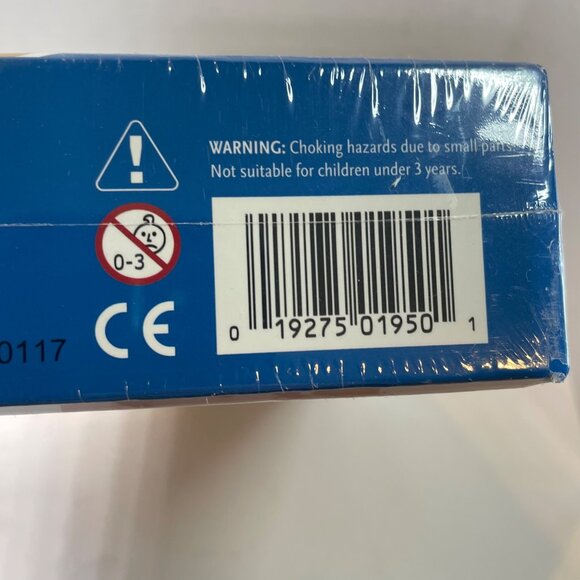 WARNING: Choking hazards due to small parts.
Not suitable for children under 3 years.
0-3
CE
0117
0 19275 01950 1